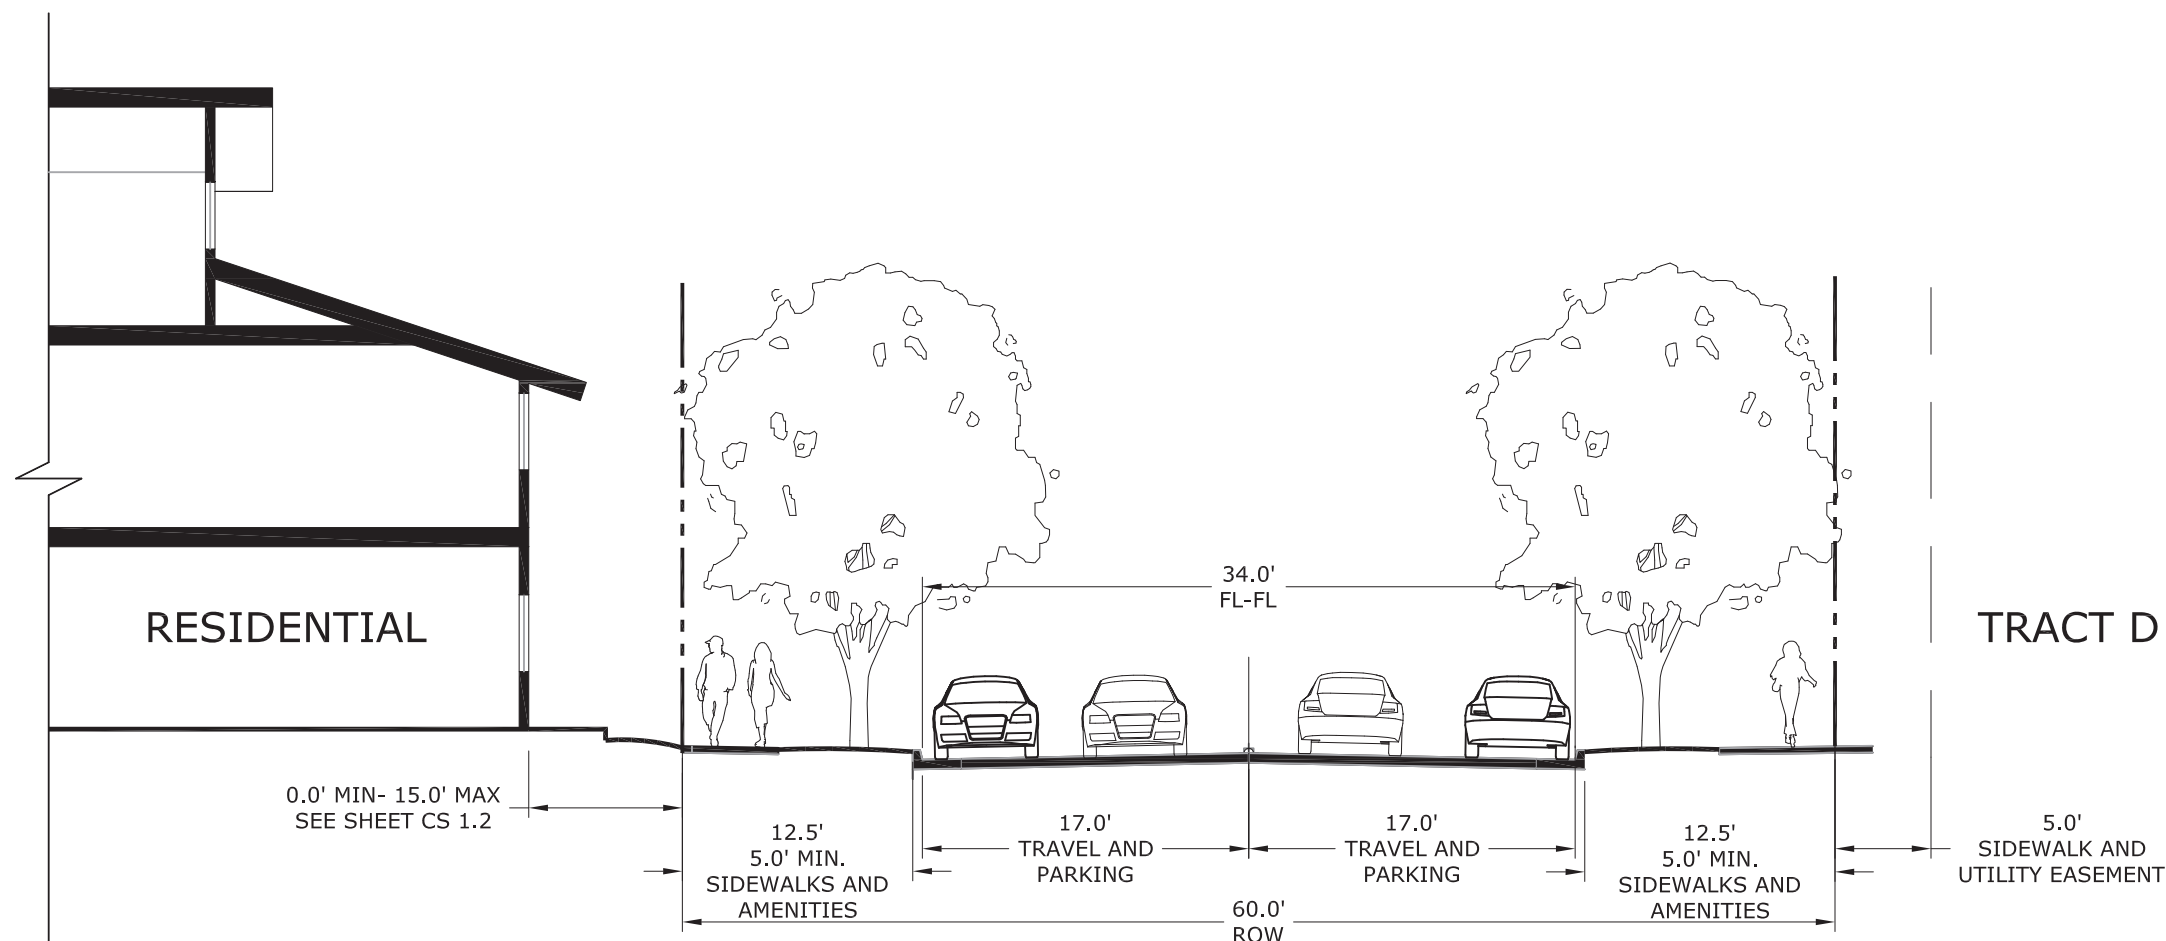 34.0'
FL-FL
RESIDENTIAL
TRACT D
0.0' MIN- 15.0' MAX
SEE SHEET CS 1.2
12.5'
5.0' MIN.
SIDEWALKS AND
AMENITIES
17.0'
TRAVEL AND
PARKING
17.0'
TRAVEL AND
PARKING
12.5'
5.0' MIN.
SIDEWALKS AND
AMENITIES
5.0'
SIDEWALK AND
UTILITY EASEMENT
60.0'
ROW